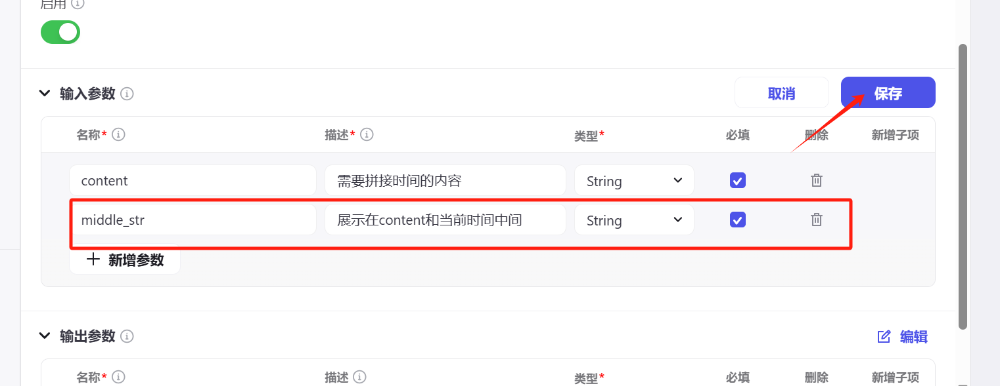 启用
输入参数 取消 保存
名称* 描述* 类型* 必填 删除 新增子项
content 需要拼接时间的内容 String
middle_str 展示在content和当前时间中间 String
新增参数
输出参数 编辑
名称* 描述 类型* 必填 删除 新增子项